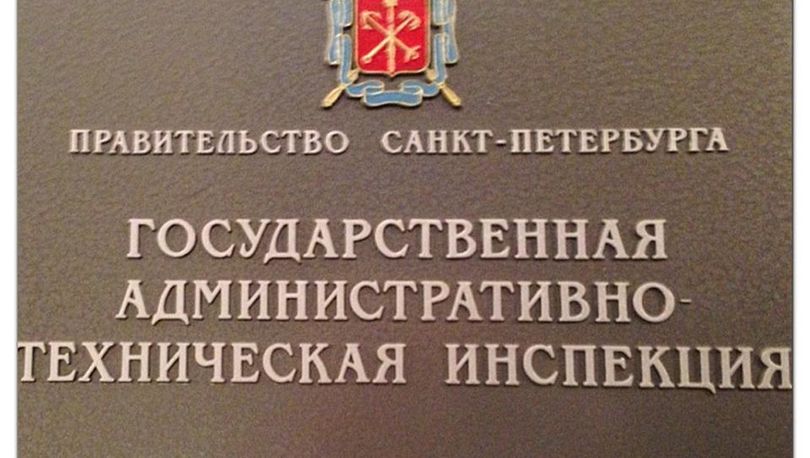 ПРАВИТЕЛЬСТВО САНКТ-ПЕТЕРБУРГА
ГОСУДАРСТВЕННАЯ
АДМИНИСТРАТИВНО-
ТЕХНИЧЕСКАЯ ИНСПЕКЦИЯ